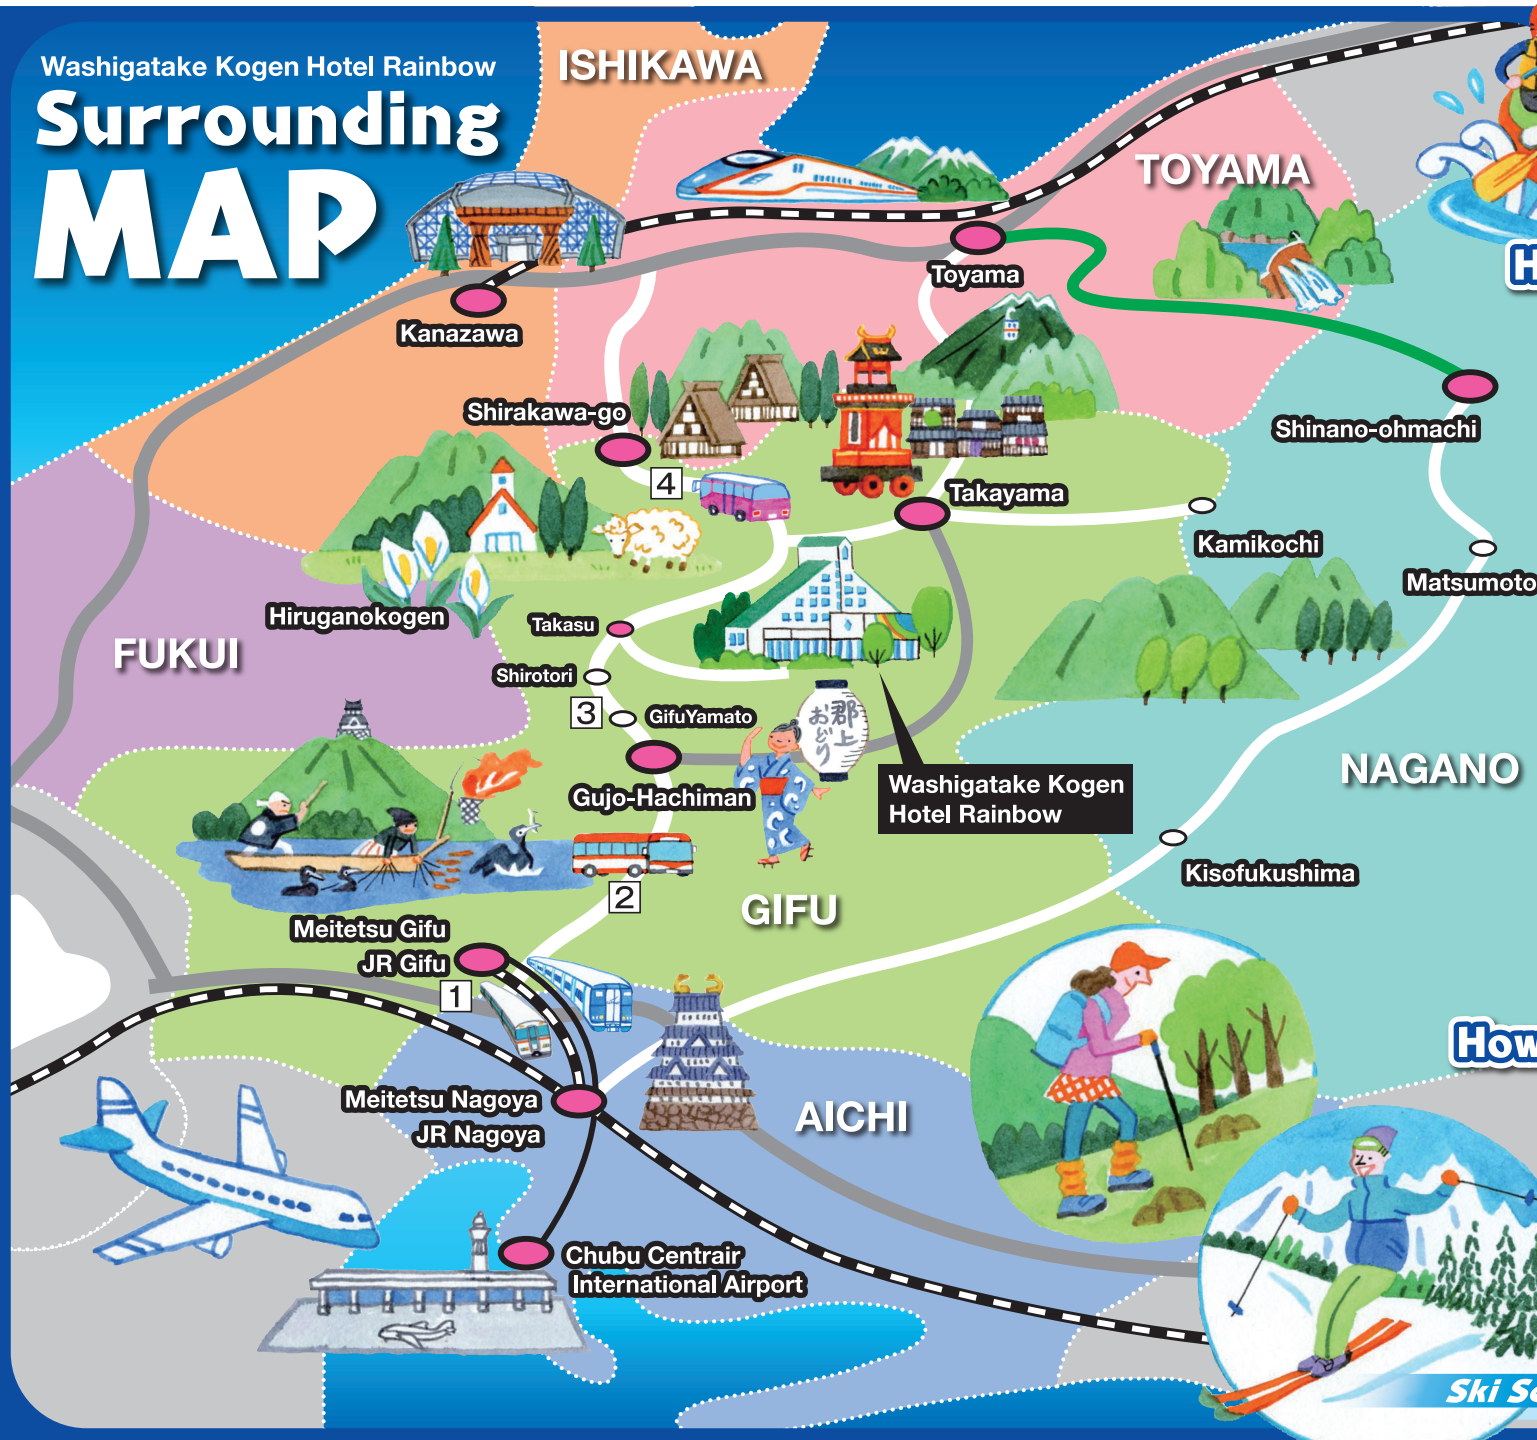 Washigatake Kogen Hotel Rainbow
Surrounding
MAP
ISHIKAWA
TOYAMA
Toyama
Kanazawa
H
Shirakawa-go
Shinano-ohmachi
4
Takayama
Kamikochi
Matsumoto
Hiruganokogen
Takasu
FUKUI
Shirotori
3
GifuYamato
郡上
おどり
Gujo-Hachiman
Washigatake Kogen
Hotel Rainbow
NAGANO
Kisofukushima
2
GIFU
Meitetsu Gifu
JR Gifu
1
How
Meitetsu Nagoya
JR Nagoya
AICHI
Chubu Centrair
International Airport
Ski S